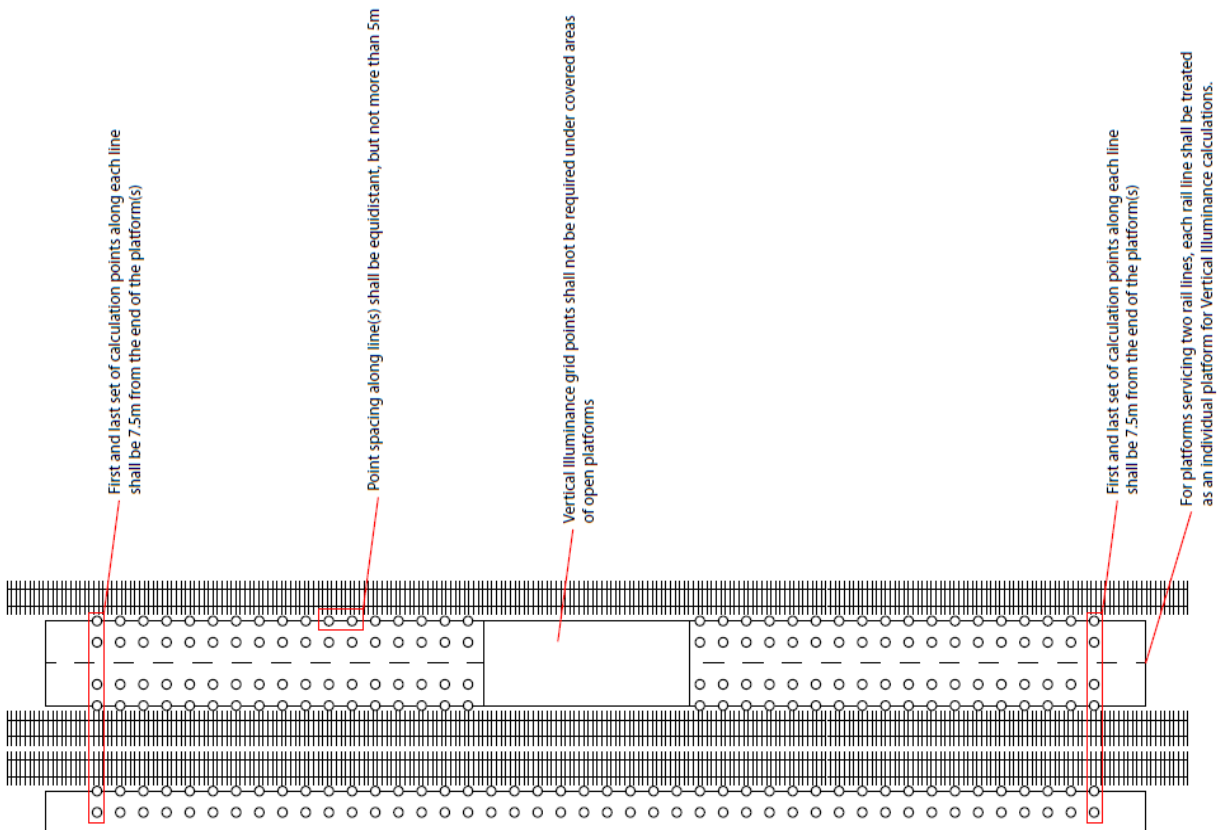 First and last set of calculation points along each line
shall be 7.5m from the end of the platform(s)
Point spacing along line(s) shall be equidistant, but not more than 5m
Vertical Illuminance grid points shall not be required under covered areas
of open platforms
First and last set of calculation points along each line
shall be 7.5m from the end of the platform(s)
For platforms servicing two rail lines, each rail line shall be treated
as an individual platform for Vertical Illuminance calculations.